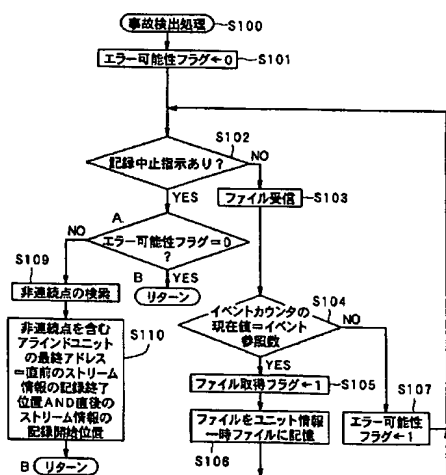 事故検出処理
S100
エラー可能性フラグ←0
S101
記録中止指示あり?
S102
NO
YES
ファイル受信
S103
A.
エラー可能性フラグ=0
?
NO
B
YES
リターン
S109
非連続点の検索
非連続点を含む
アラインドユニット
の最終アドレス
=直前のストリーム
情報の記録終了
位置AND直後の
ストリーム情報の
記録開始位置
S110
B
リターン
イベントカウンタの
現在値=イベント
参照数
S104
NO
YES
ファイル取得フラグ←1
S105
ファイルをユニット情報
一時ファイルに記憶
S106
エラー可能性
フラグ←1
S107